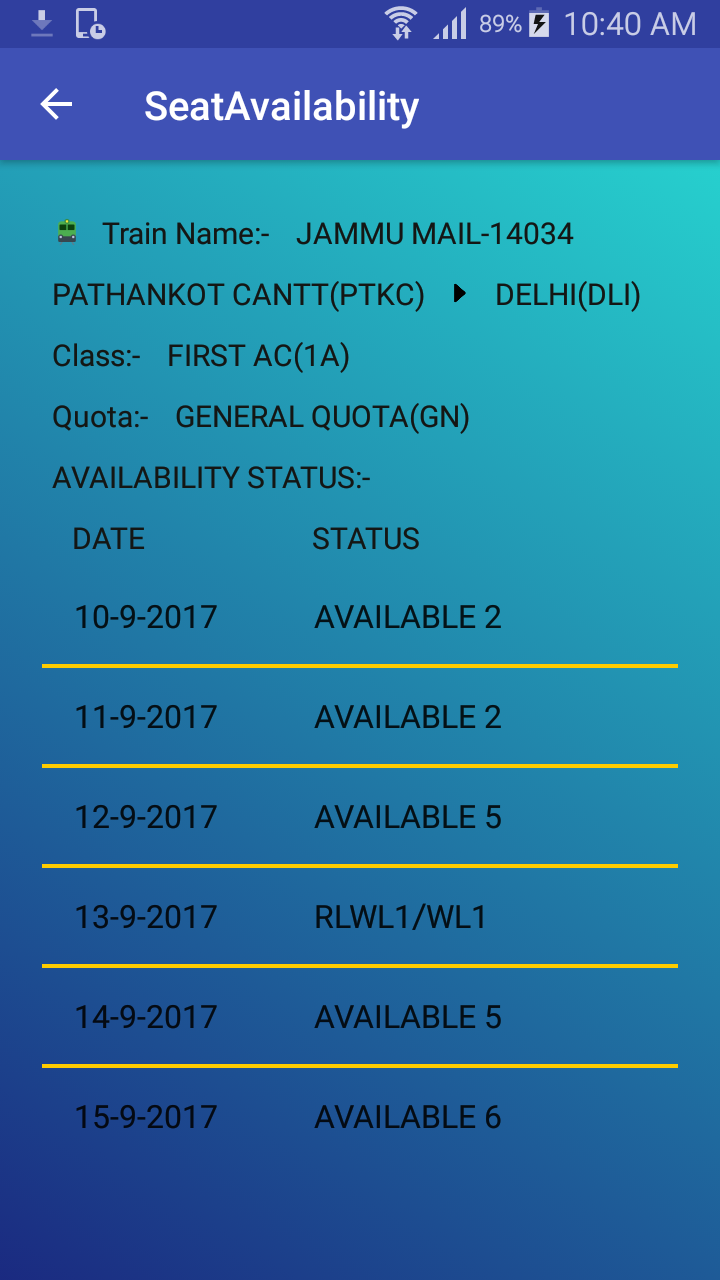 89% 10:40 AM
SeatAvailability
Train Name:- JAMMU MAIL-14034
PATHANKOT CANTT(PTKC) DELHI(DLI)
Class:- FIRST AC(1A)
Quota:- GENERAL QUOTA(GN)
AVAILABILITY STATUS:-
DATE STATUS
10-9-2017 AVAILABLE 2
11-9-2017 AVAILABLE 2
12-9-2017 AVAILABLE 5
13-9-2017 RLWL1/WL1
14-9-2017 AVAILABLE 5
15-9-2017 AVAILABLE 6